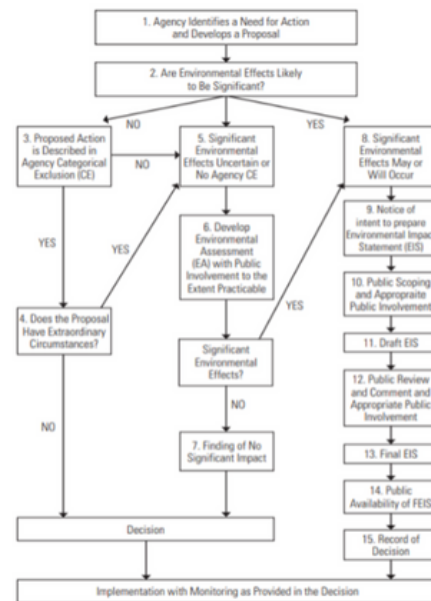 1. Agency Identifies a Need for Action
and Develops a Proposal
2. Are Environmental Effects Likely
to Be Significant?
NO
YES
3. Proposed Action
is Described in
Agency Categorical
Exclusion (CE)
NO
5. Significant
Environmental
Effects Uncertain or
No Agency CE
8. Significant
Environmental
Effects May or
Will Occur
YES
YES
6. Develop
Environmental
Assessment
(EA) with Public
Involvement to the
Extent Practicable
YES
9. Notice of
intent to prepare
Environmental Impact
Statement (EIS)
10. Public Scoping
and Appropraite
Public Involvement
4. Does the Proposal
Have Extraordinary
Circumstances?
Significant
Environmental
Effects?
11. Draft EIS
12. Public Review
and Comment and
Appropriate Public
Involvement
NO
NO
7. Finding of No
Significant Impact
13. Final EIS
14. Public
Availability of FEIS
Decision
15. Record of
Decision
Implementation with Monitoring as Provided in the Decision